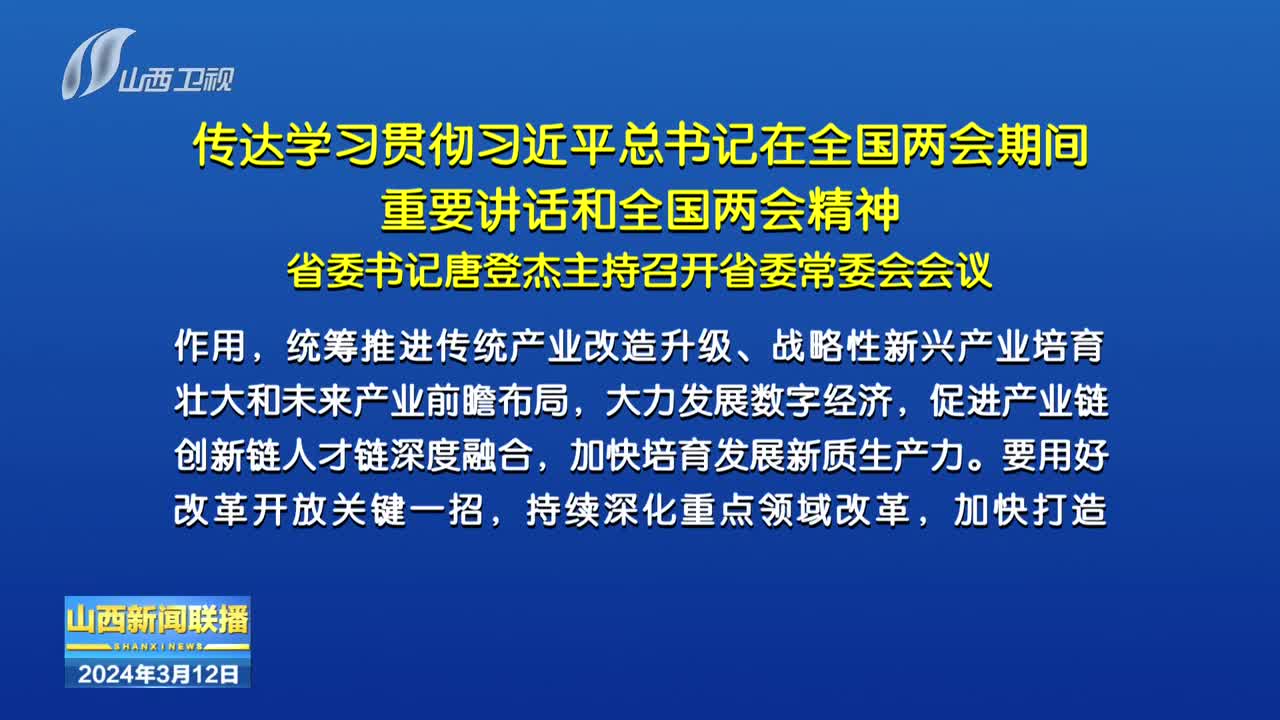 山西卫视
传达学习贯彻习近平总书记在全国两会期间
重要讲话和全国两会精神
省委书记唐登杰主持召开省委常委会会议
作用，统筹推进传统产业改造升级、战略性新兴产业培育
壮大和未来产业前瞻布局，大力发展数字经济，促进产业链
创新链人才链深度融合，加快培育发展新质生产力。要用好
改革开放关键一招，持续深化重点领域改革，加快打造
山西新闻联播
SHANXI NEWS
2024年3月12日